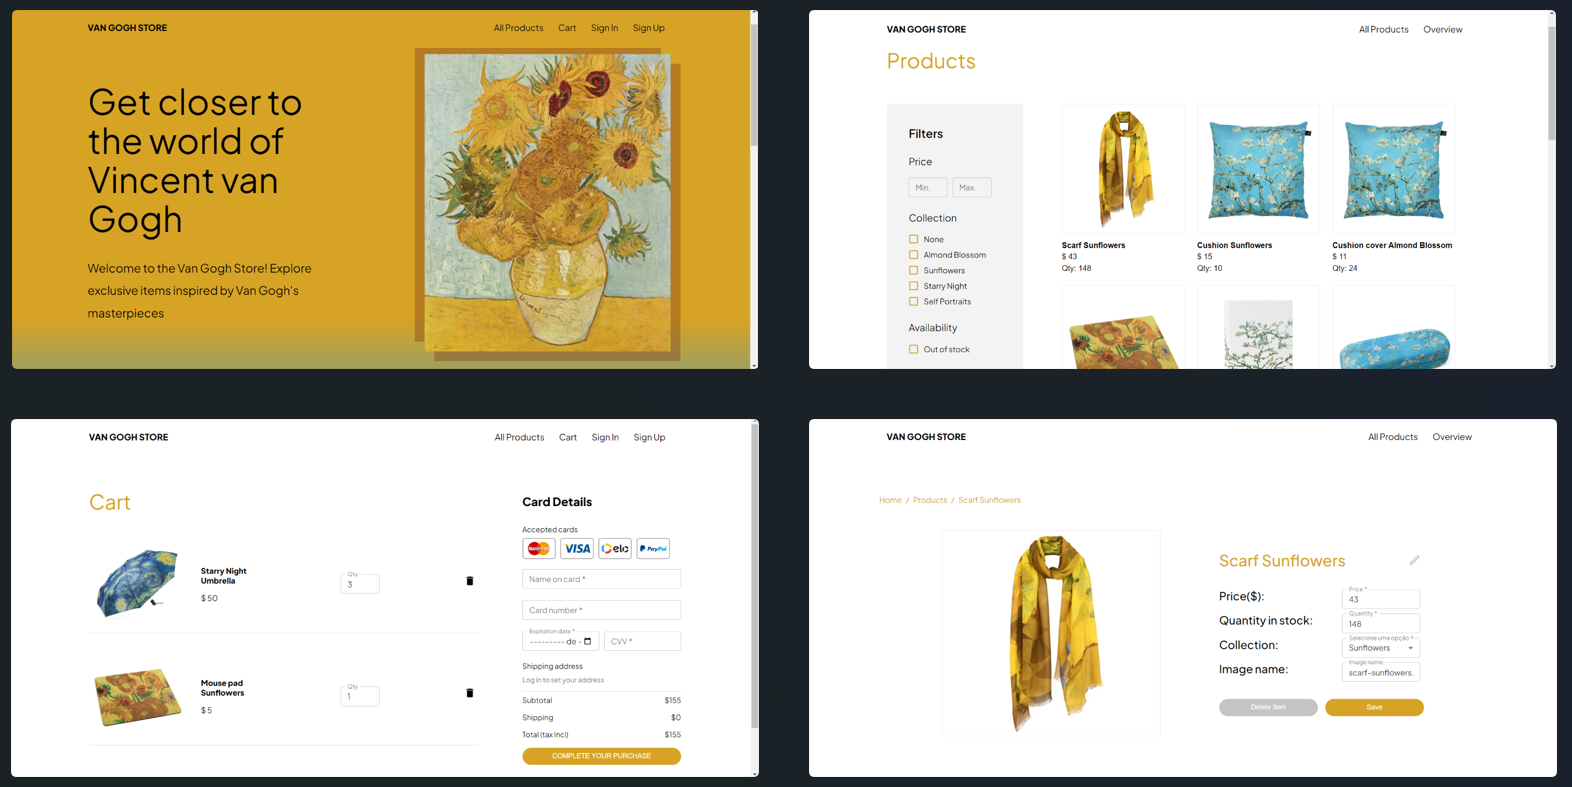 VAN GOGH STORE
All Products Cart Sign In Sign Up
Get closer to
the world of
Vincent van
Gogh
Welcome to the Van Gogh Store! Explore
exclusive items inspired by Van Gogh's
masterpieces
Vincent
VAN GOGH STORE
All Products Overview
Products
Filters
Price
Min. Max.
Collection
None
Almond Blossom
Sunflowers
Starry Night
Self Portraits
Availability
Out of stock
Scarf Sunflowers
$ 43
Qty: 148
Cushion Sunflowers
$ 15
Qty: 10
Cushion cover Almond Blossom
$ 11
Qty: 24
VAN GOGH STORE
All Products Cart Sign In Sign Up
Cart
Starry Night
Umbrella
$ 50
Qty
3
Mouse pad
Sunflowers
$ 5
Qty
1
Card Details
Accepted cards
MasterCard VISA elo PayPal
Name on card *
Card number *
Expiration date *
--------- de -
CVV *
Shipping address
Log in to set your address
Subtotal $155
Shipping $0
Total (tax Incl) $155
COMPLETE YOUR PURCHASE
VAN GOGH STORE
All Products Overview
Home / Products / Scarf Sunflowers
Scarf Sunflowers
Price($):
Price *
43
Quantity in stock:
Quantity *
148
Collection:
Selecione uma opção *
Sunflowers
Image name:
Image name
scarf-sunflowers.
Delete Item
Save